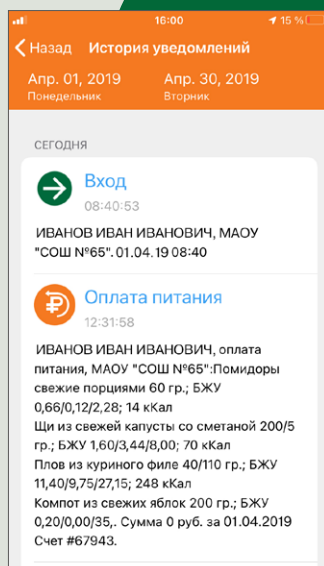 16:00
15 %
Назад История уведомлений
Апр. 01, 2019 Апр. 30, 2019
Понедельник Вторник
СЕГОДНЯ
Вход
08:40:53
ИВАНОВ ИВАН ИВАНОВИЧ, МАОУ
"СОШ №65". 01.04.19 08:40
Оплата питания
12:31:58
ИВАНОВ ИВАН ИВАНОВИЧ, оплата
питания, МАОУ "СОШ №65":Помидоры
свежие порциями 60 гр.; БЖУ
0,66/0,12/2,28; 14 кКал
Щи из свежей капусты со сметаной 200/5
гр.; БЖУ 1,60/3,44/8,00; 70 кКал
Плов из куриного филе 40/110 гр.; БЖУ
11,40/9,75/27,15; 248 кКал
Компот из свежих яблок 200 гр.; БЖУ
0,20/0,00/35,. Сумма 0 руб. за 01.04.2019
Счет #67943.